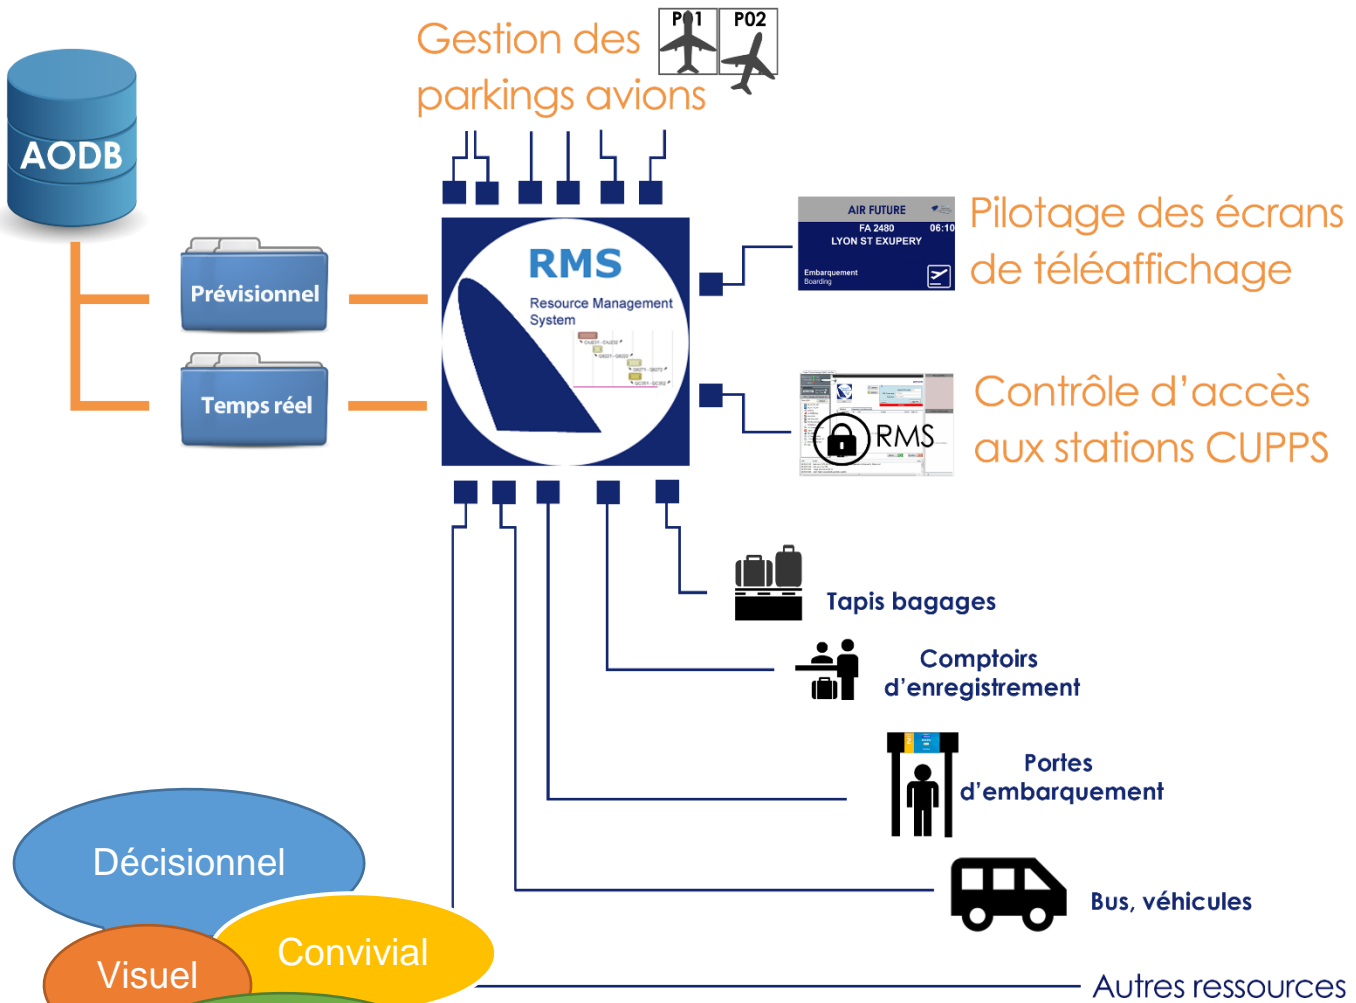 Gestion des
parkings avions
P01
P02
AODB
Prévisionnel
Temps réel
RMS
Resource Management
System
AIR FUTURE
FA 2480
06:10
LYON ST EXUPERY
Embarquement
Boarding
Pilotage des écrans
de téléaffichage
RMS
Contrôle d'accès
aux stations CUPPS
Tapis bagages
Comptoirs
d'enregistrement
Portes
d'embarquement
Bus, véhicules
Autres ressources
Décisionnel
Convivial
Visuel